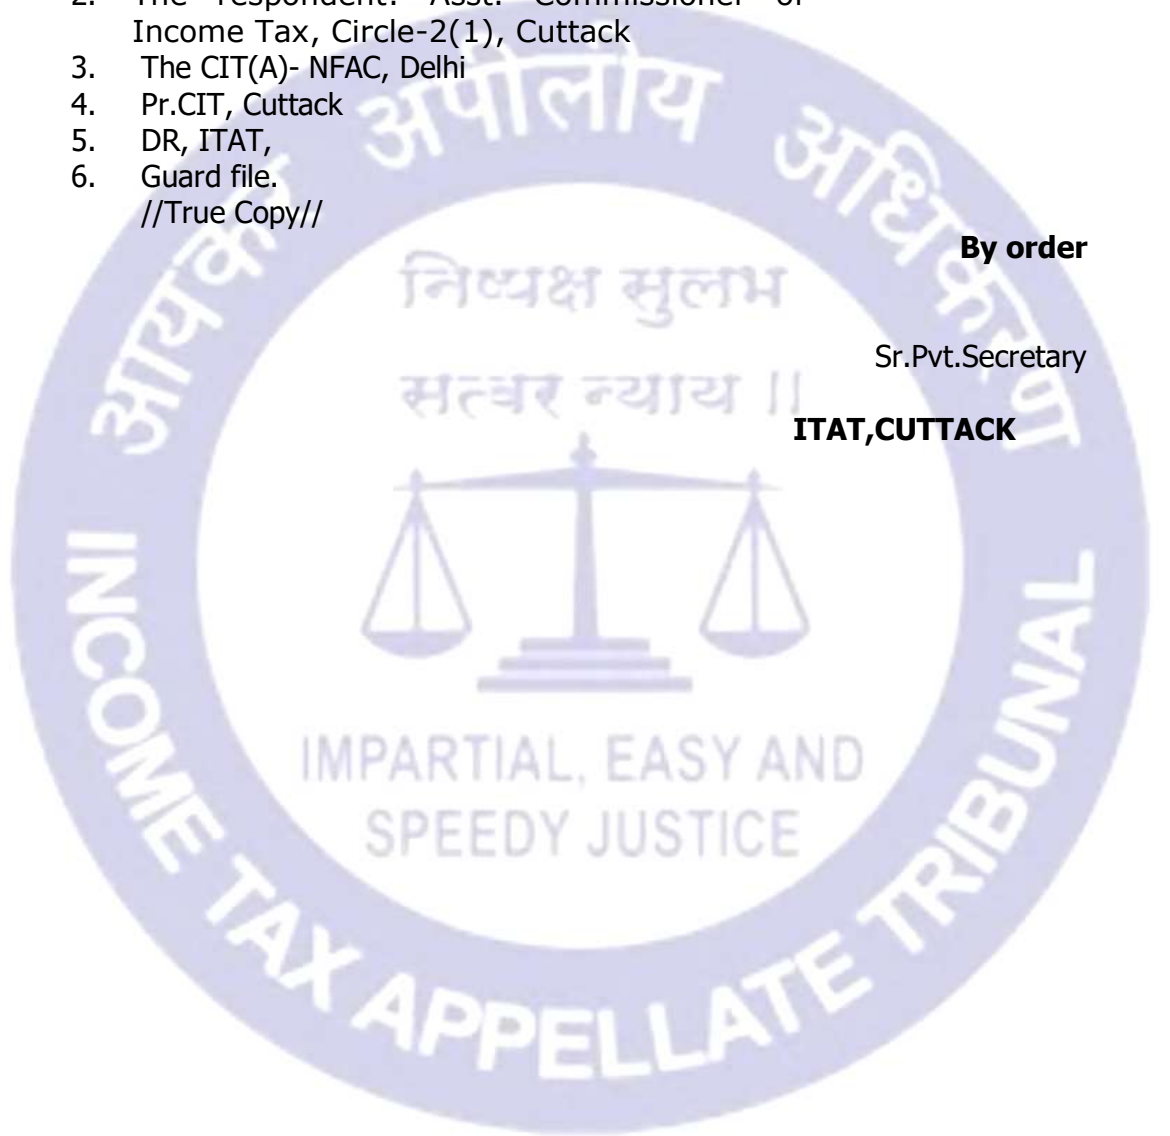 2. The respondent: Asst. Commissioner of
Income Tax, Circle-2(1), Cuttack
3. The CIT(A)- NFAC, Delhi
4. Pr.CIT, Cuttack
5. DR, ITAT,
6. Guard file.
//True Copy//
By order
Sr.Pvt.Secretary
ITAT,CUTTACK
आयकर अपीलीय अधिकरण
निष्पक्ष सुलभ
सत्वर न्याय ||
IMPARTIAL, EASY AND
SPEEDY JUSTICE
INCOME TAX APPELLATE TRIBUNAL